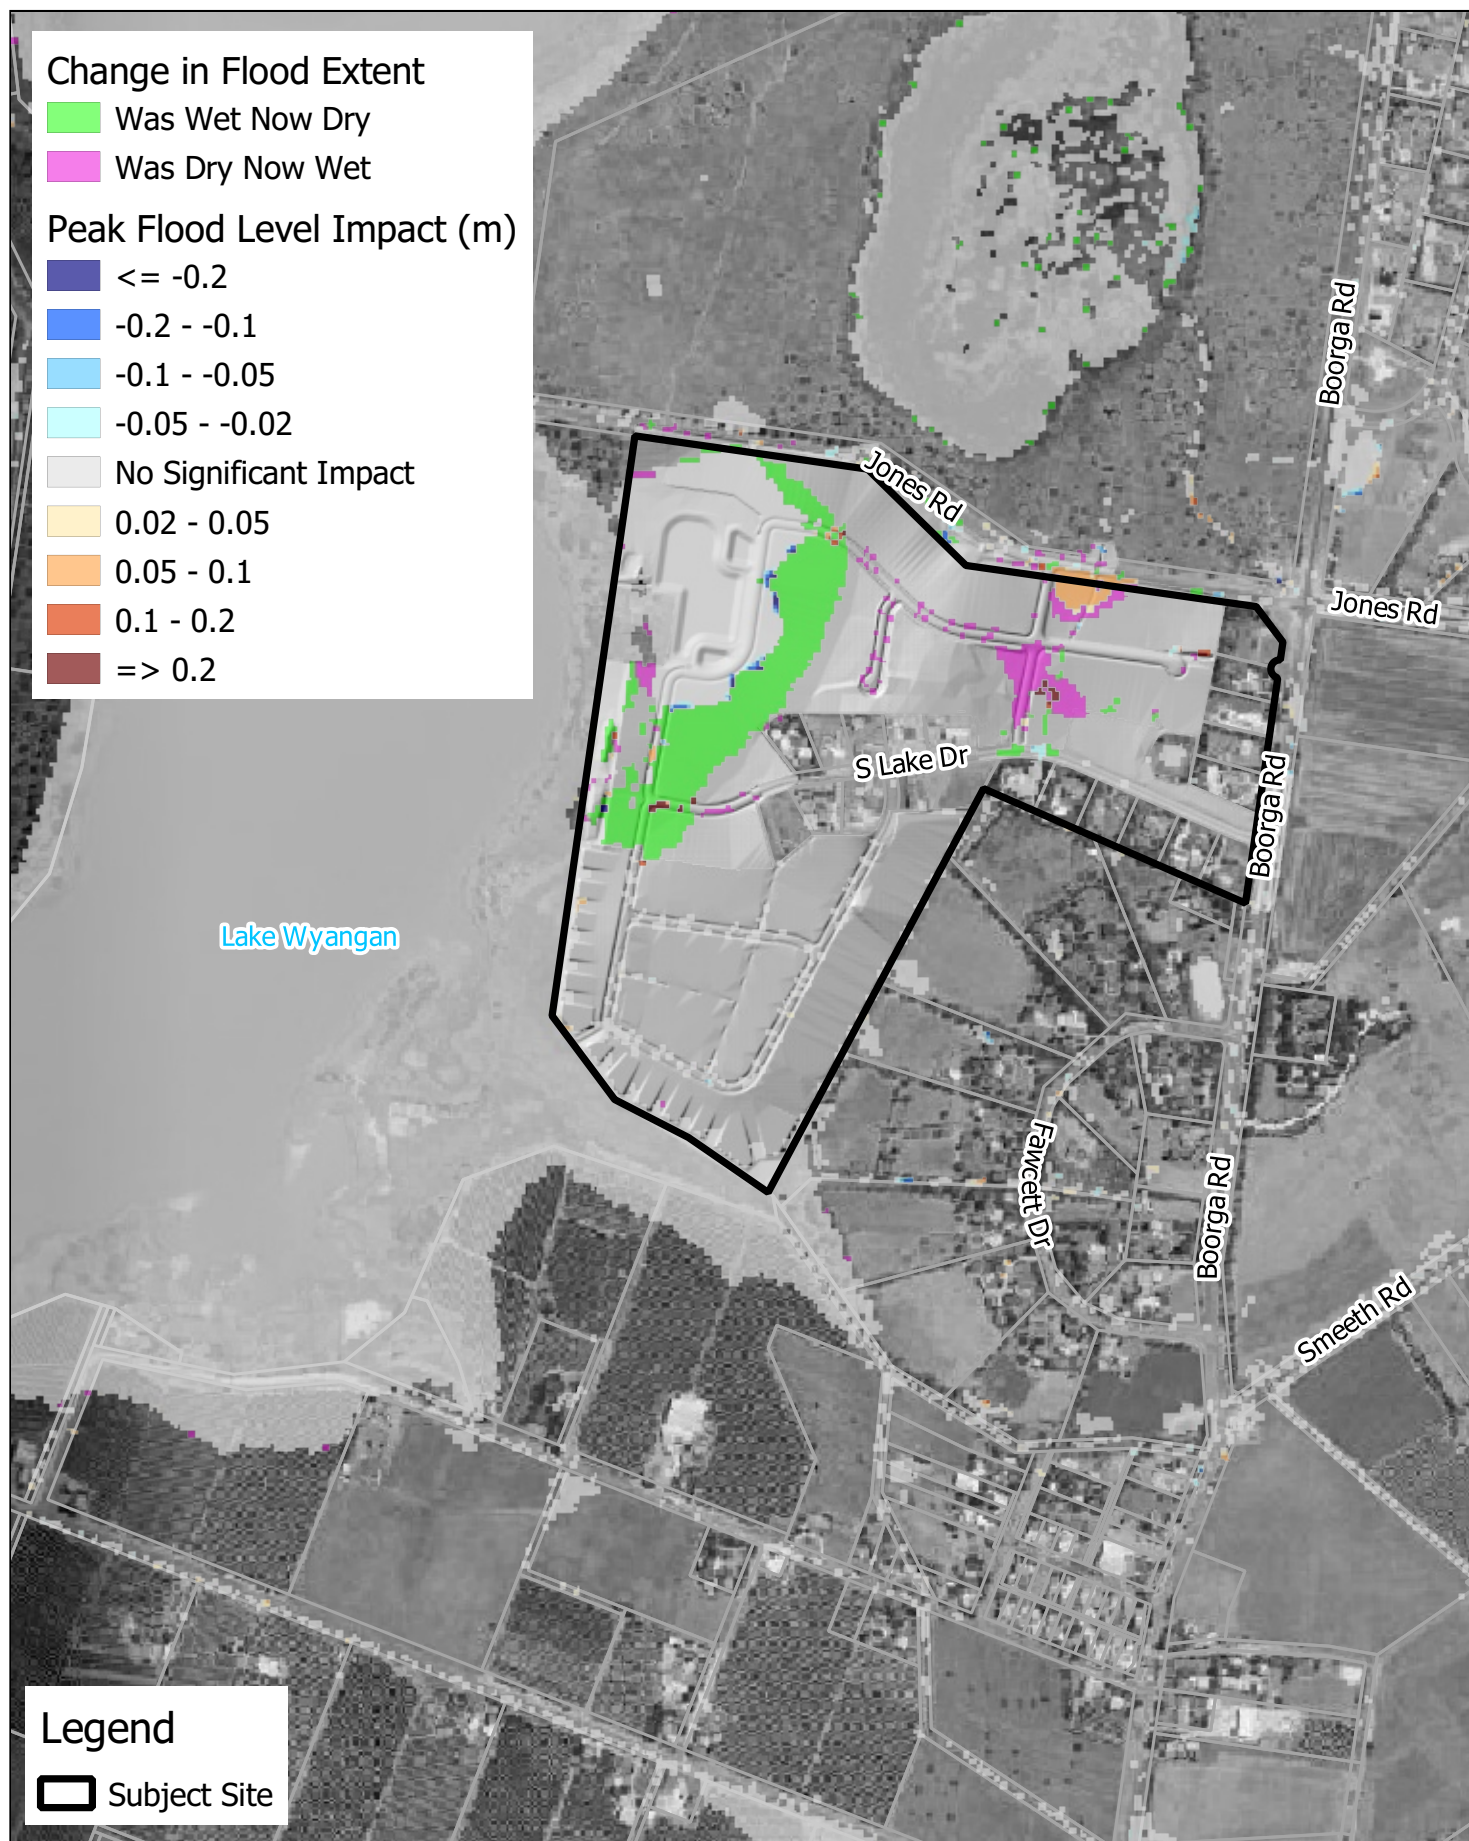 Change in Flood Extent
Was Wet Now Dry
Was Dry Now Wet
Peak Flood Level Impact (m)
<= -0.2
-0.2 - -0.1
-0.1 - -0.05
-0.05 - -0.02
No Significant Impact
0.02 - 0.05
0.05 - 0.1
0.1 - 0.2
=> 0.2
Boorga Rd
Jones Rd
Jones Rd
S Lake Dr
Boorga Rd
Lake Wyangan
Fawcett Dr
Boorga Rd
Smeeth Rd
Legend
Subject Site